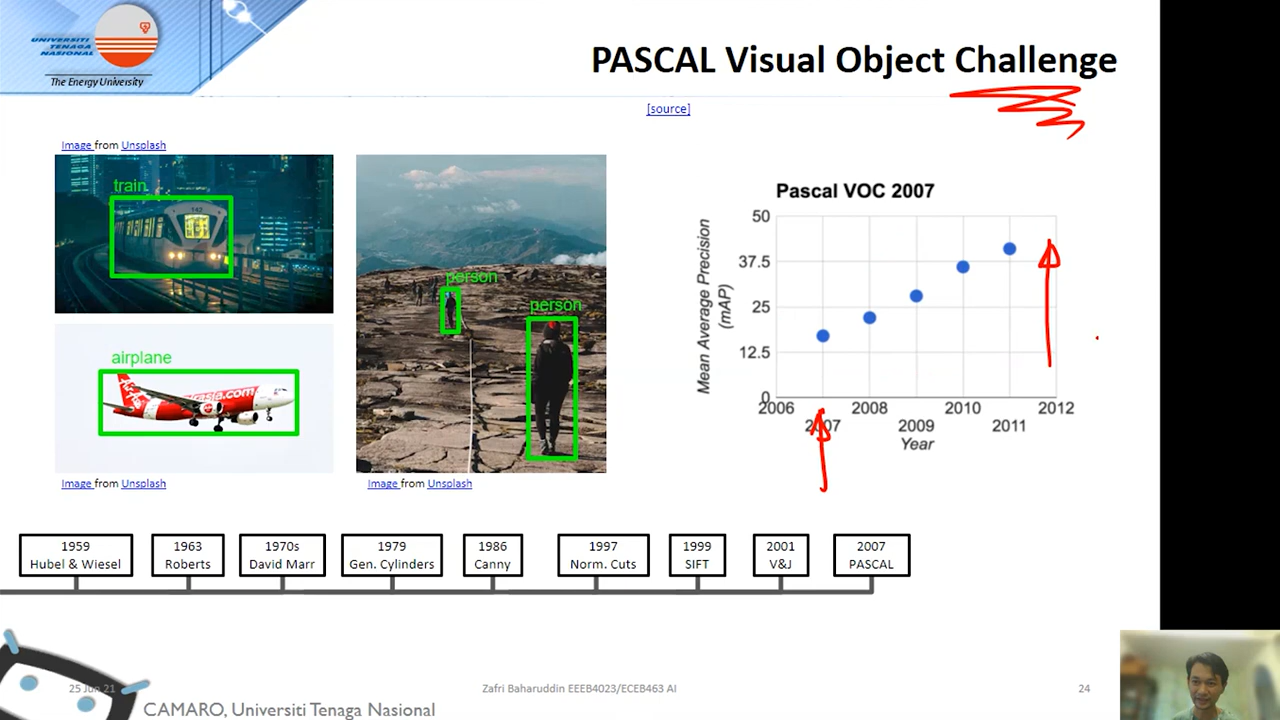 UNIVERSITI
TENAGA
NASIONAL
The Energy University
PASCAL Visual Object Challenge
[source]
Image from Unsplash
train
142
airplane
airasia.com
Image from Unsplash
person
person
Image from Unsplash
Pascal VOC 2007
Mean Average Precision
(mAP)
50
37.5
25
12.5
0
2006
2007
2008
2009
2010
2011
2012
Year
1959
Hubel & Wiesel
1963
Roberts
1970s
David Marr
1979
Gen. Cylinders
1986
Canny
1997
Norm. Cuts
1999
SIFT
2001
V&J
2007
PASCAL
25 Jun 21
Zafri Baharuddin EEEB4023/ECEB463 AI
24
CAMARO, Universiti Tenaga Nasional